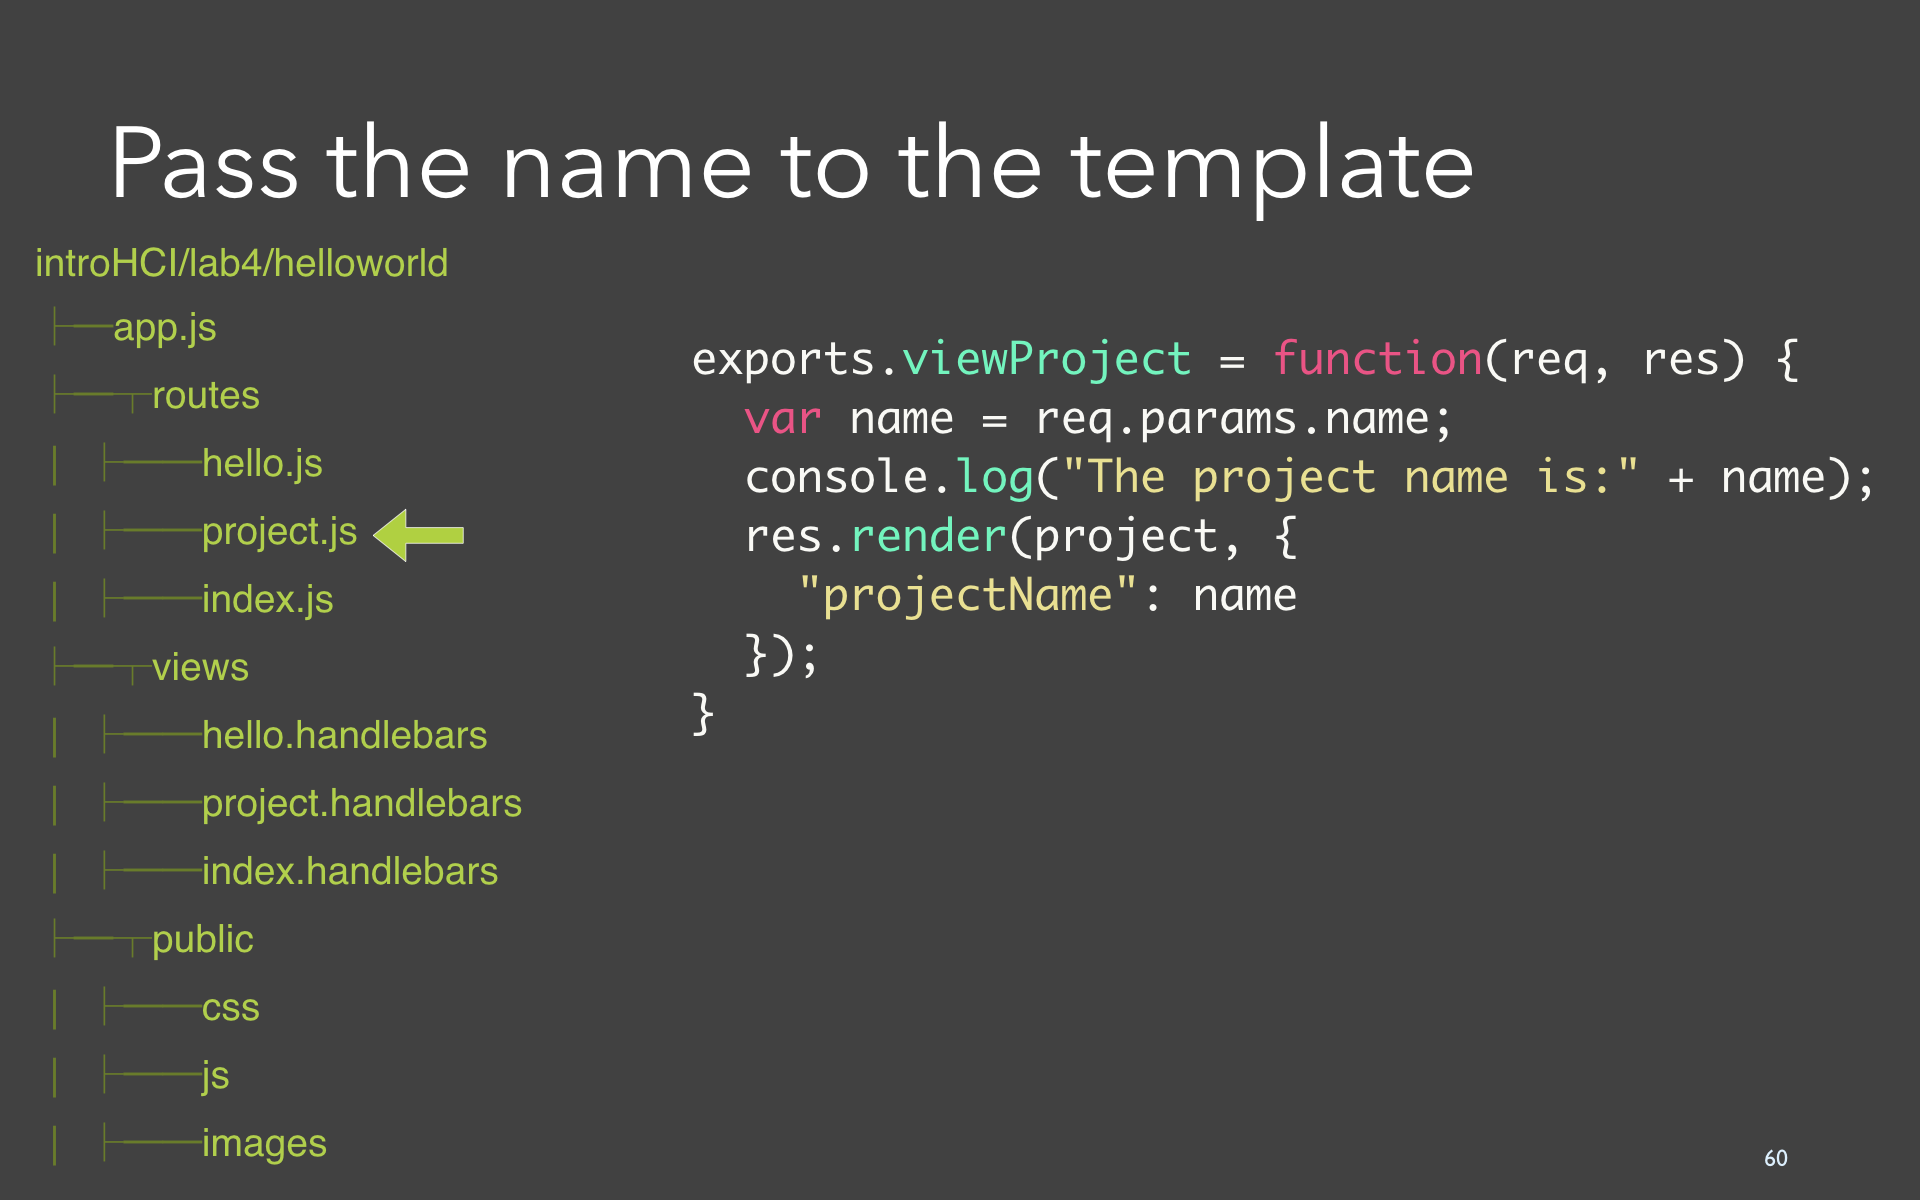 Pass the name to the template
introHCI/lab4/helloworld
app.js
routes
hello.js
project.js
index.js
views
hello.handlebars
project.handlebars
index.handlebars
public
css
js
images
exports.viewProject = function(req, res) {
  var name = req.params.name;
  console.log("The project name is:" + name);
  res.render(project, {
    "projectName": name
  });
}
60